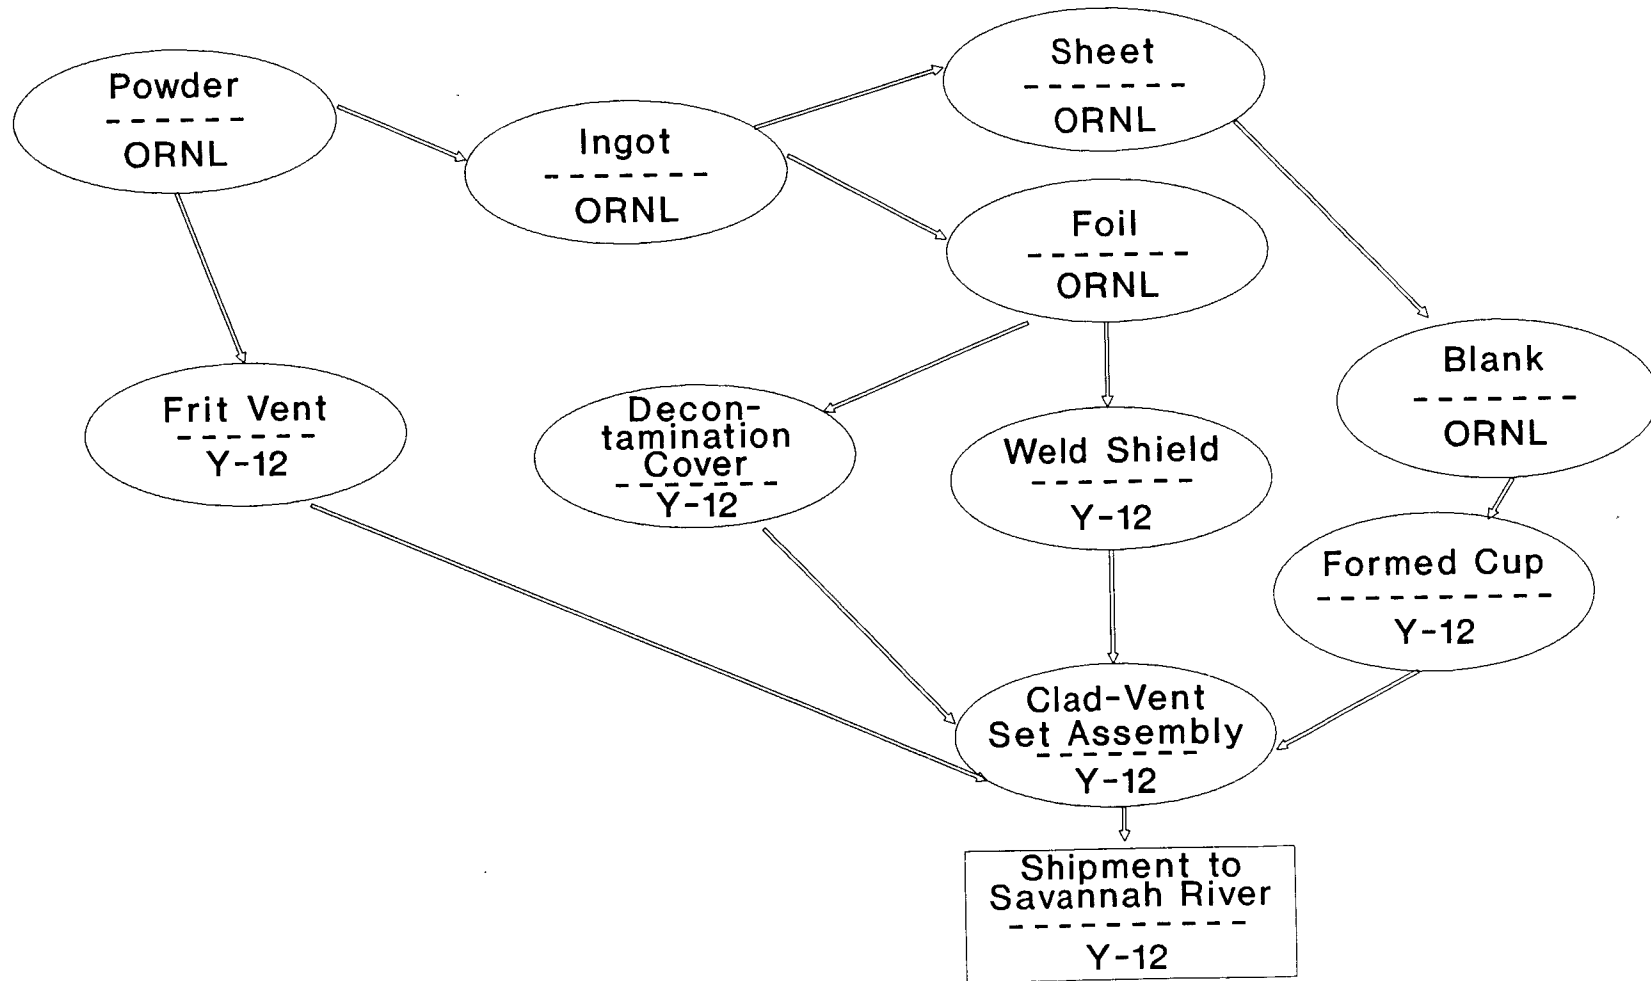 Powder
------
ORNL
Ingot
-------
ORNL
Sheet
-------
ORNL
Foil
-------
ORNL
Blank
-------
ORNL
Frit Vent
------
Y-12
Decon-
tamination
Cover
-------
Y-12
Weld Shield
-------
Y-12
Formed Cup
----------
Y-12
Clad-Vent
Set Assembly
-------
Y-12
Shipment to
Savannah River
----------
Y-12